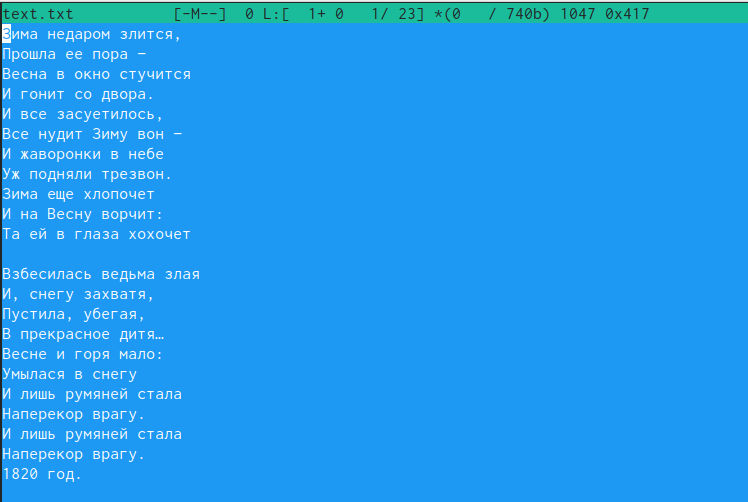 text.txt [-M--] 0 L:[ 1+ 0 1/ 23] *(0 / 740b) 1047 0x417
Зима недаром злится,
Прошла ее пора –
Весна в окно стучится
И гонит со двора.
И все засуетилось,
Все нудит Зиму вон –
И жаворонки в небе
Уж подняли трезвон.
Зима еще хлопочет
И на Весну ворчит:
Та ей в глаза хохочет

Взбесилась ведьма злая
И, снегу захватя,
Пустила, убегая,
В прекрасное дитя…
Весне и горя мало:
Умылася в снегу
И лишь румяней стала
Наперекор врагу.
И лишь румяней стала
Наперекор врагу.
1820 год.